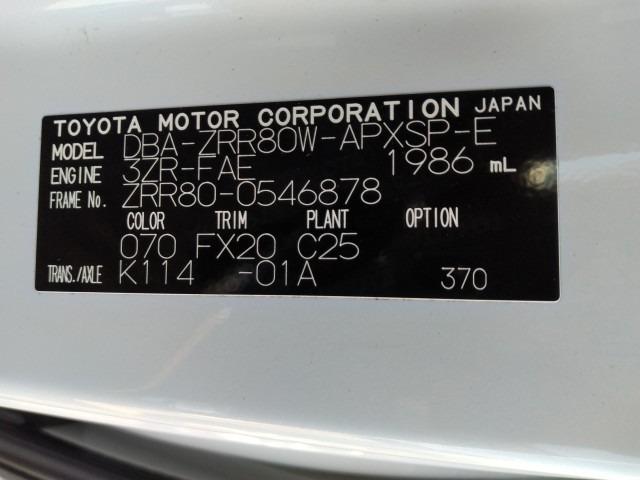 TOYOTA MOTOR CORPORATION JAPAN
MODEL DBA-ZRR80W-APXSP-E
ENGINE 3ZR-FAE 1986 mL
FRAME No. ZRR80-0546878
COLOR TRIM PLANT OPTION
070 FX20 C25
TRANS./AXLE K114 -01A 370